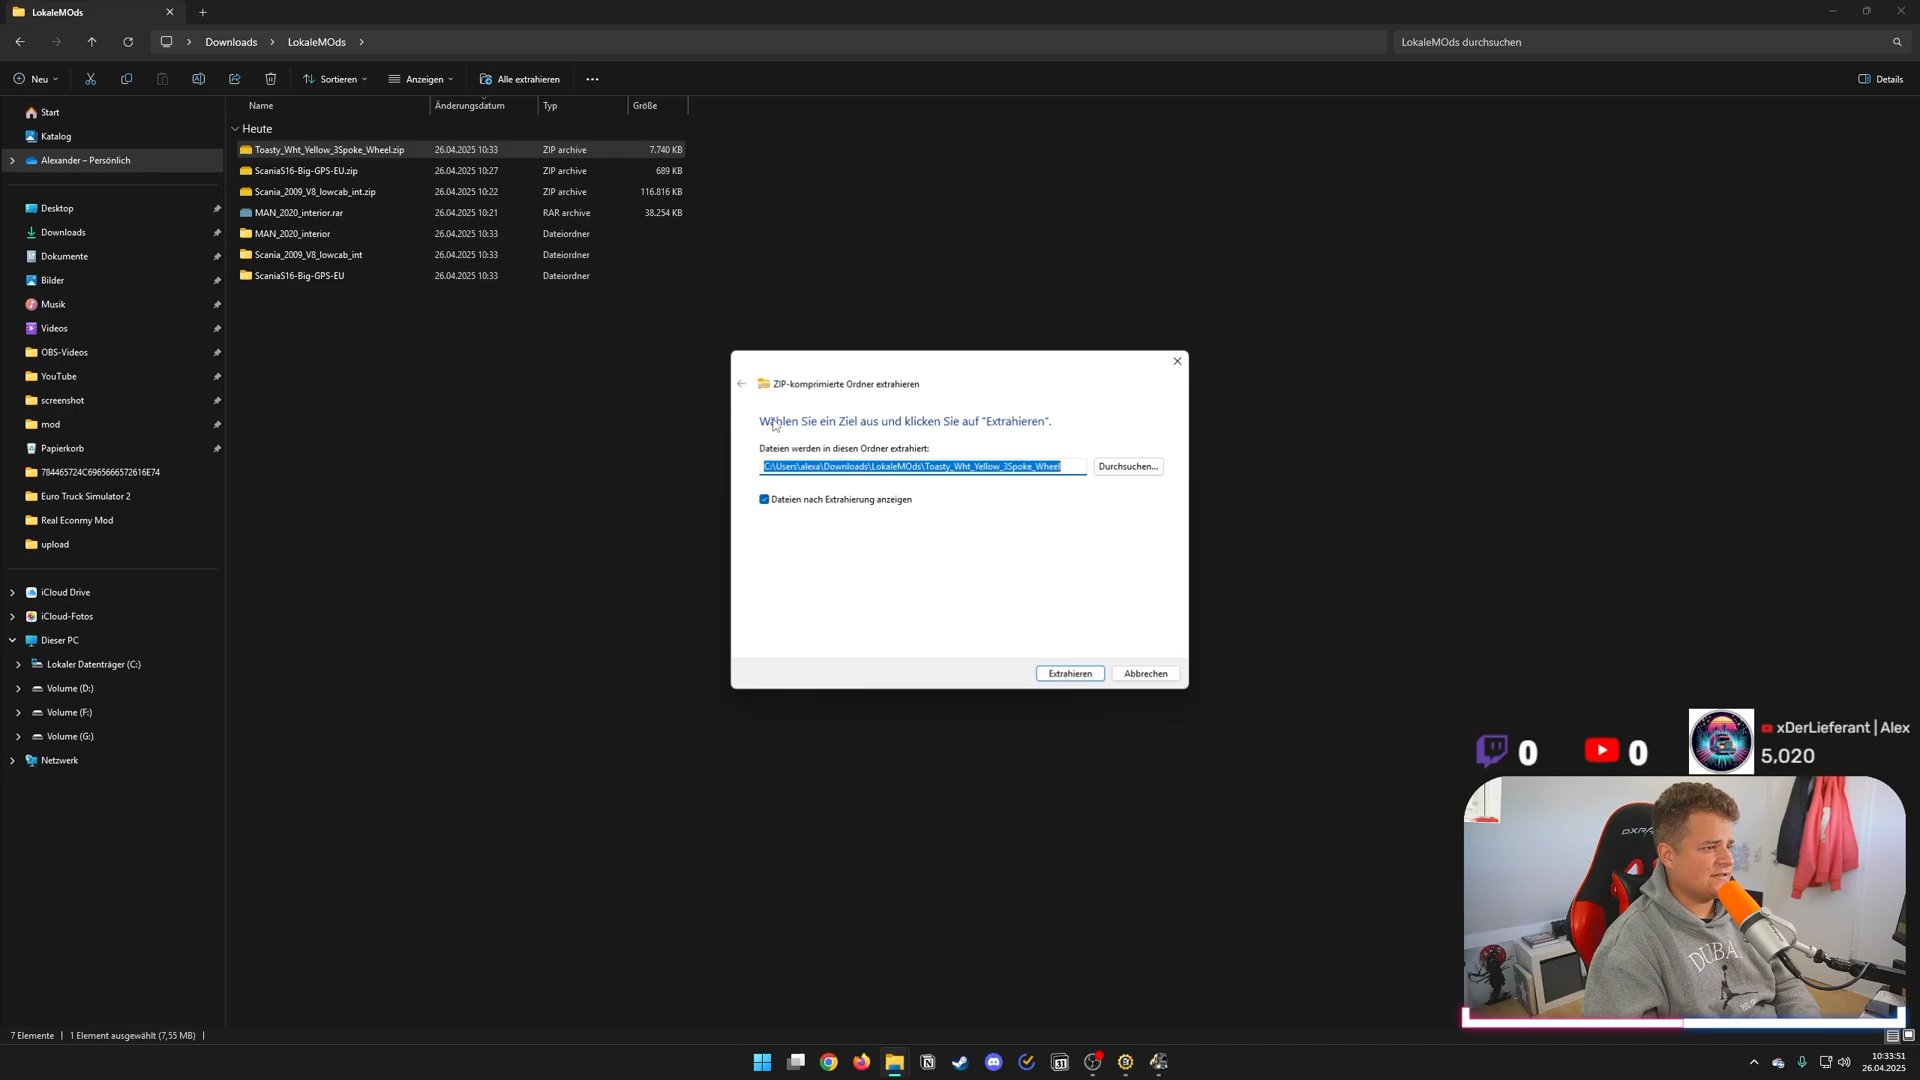 LokaleMOds
Downloads
LokaleMOds
LokaleMOds durchsuchen
Neu
Sortieren
Anzeigen
Alle extrahieren
Details
Name
Änderungsdatum
Typ
Größe
Heute
Toasty_Wht_Yellow_3Spoke_Wheel.zip 26.04.2025 10:33 ZIP archive 7.740 KB
ScaniaS16-Big-GPS-EU.zip 26.04.2025 10:27 ZIP archive 689 KB
Scania_2009_V8_lowcab_int.zip 26.04.2025 10:22 ZIP archive 116.816 KB
MAN_2020_interior.rar 26.04.2025 10:21 RAR archive 38.254 KB
MAN_2020_interior 26.04.2025 10:33 Dateiordner
Scania_2009_V8_lowcab_int 26.04.2025 10:33 Dateiordner
ScaniaS16-Big-GPS-EU 26.04.2025 10:33 Dateiordner
Start
Katalog
Alexander – Persönlich
Desktop
Downloads
Dokumente
Bilder
Musik
Videos
OBS-Videos
YouTube
screenshot
mod
Papierkorb
784465724C6965666572616E74
Euro Truck Simulator 2
Real Econmy Mod
upload
iCloud Drive
iCloud-Fotos
Dieser PC
Lokaler Datenträger (C:)
Volume (D:)
Volume (F:)
Volume (G:)
Netzwerk
ZIP-komprimierte Ordner extrahieren
Wählen Sie ein Ziel aus und klicken Sie auf "Extrahieren".
Dateien werden in diesen Ordner extrahiert:
C:\Users\alexa\Downloads\LokaleMOds\Toasty_Wht_Yellow_3Spoke_Wheel
Durchsuchen...
Dateien nach Extrahierung anzeigen
Extrahieren
Abbrechen
0
0
xDerLieferant | Alex
5,020
DUBA
7 Elemente
1 Element ausgewählt (7,55 MB)
31
10:33:51
26.04.2025